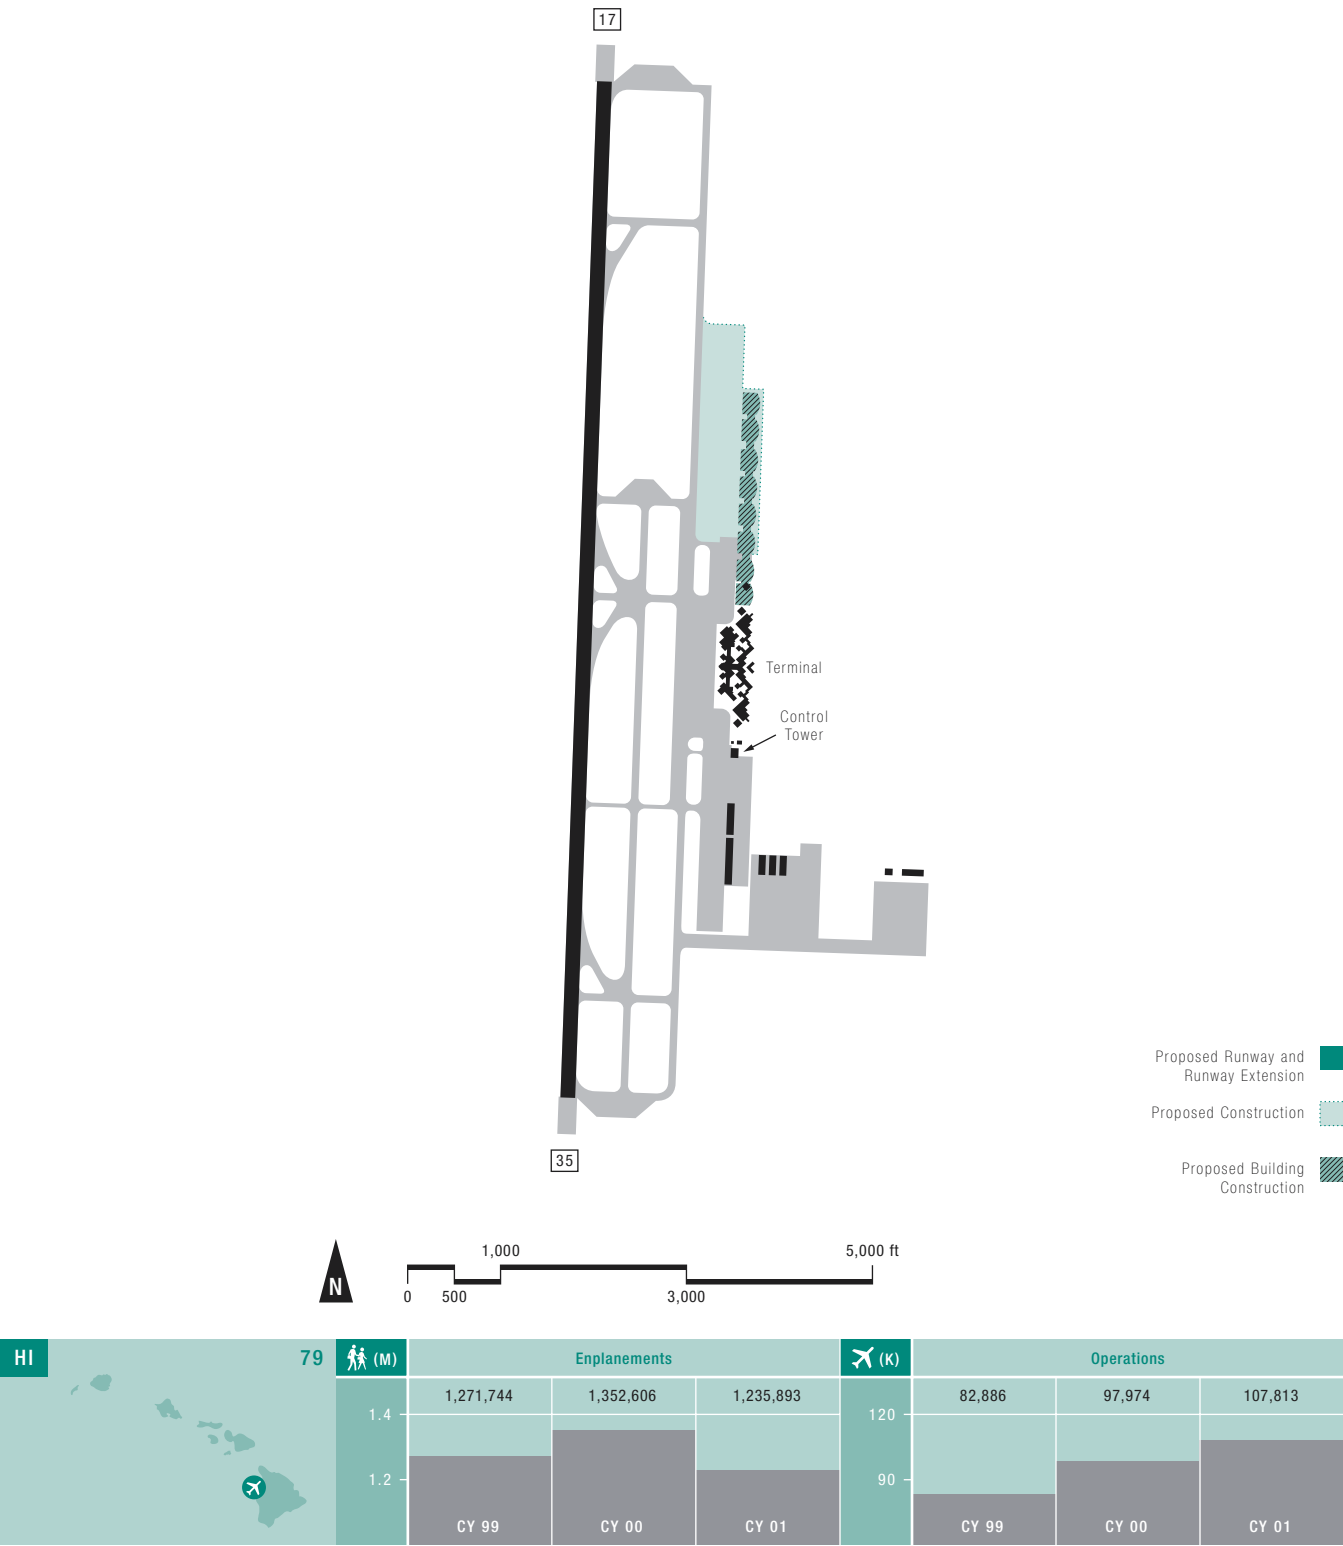 17
Terminal
Control
Tower
Proposed Runway and
Runway Extension
Proposed Construction
Proposed Building
Construction
35
N
1,000
5,000 ft
0
500
3,000
HI
79
(M)
Enplanements
(K)
Operations
1,271,744
1,352,606
1,235,893
82,886
97,974
107,813
1.4
120
1.2
90
CY 99
CY 00
CY 01
CY 99
CY 00
CY 01